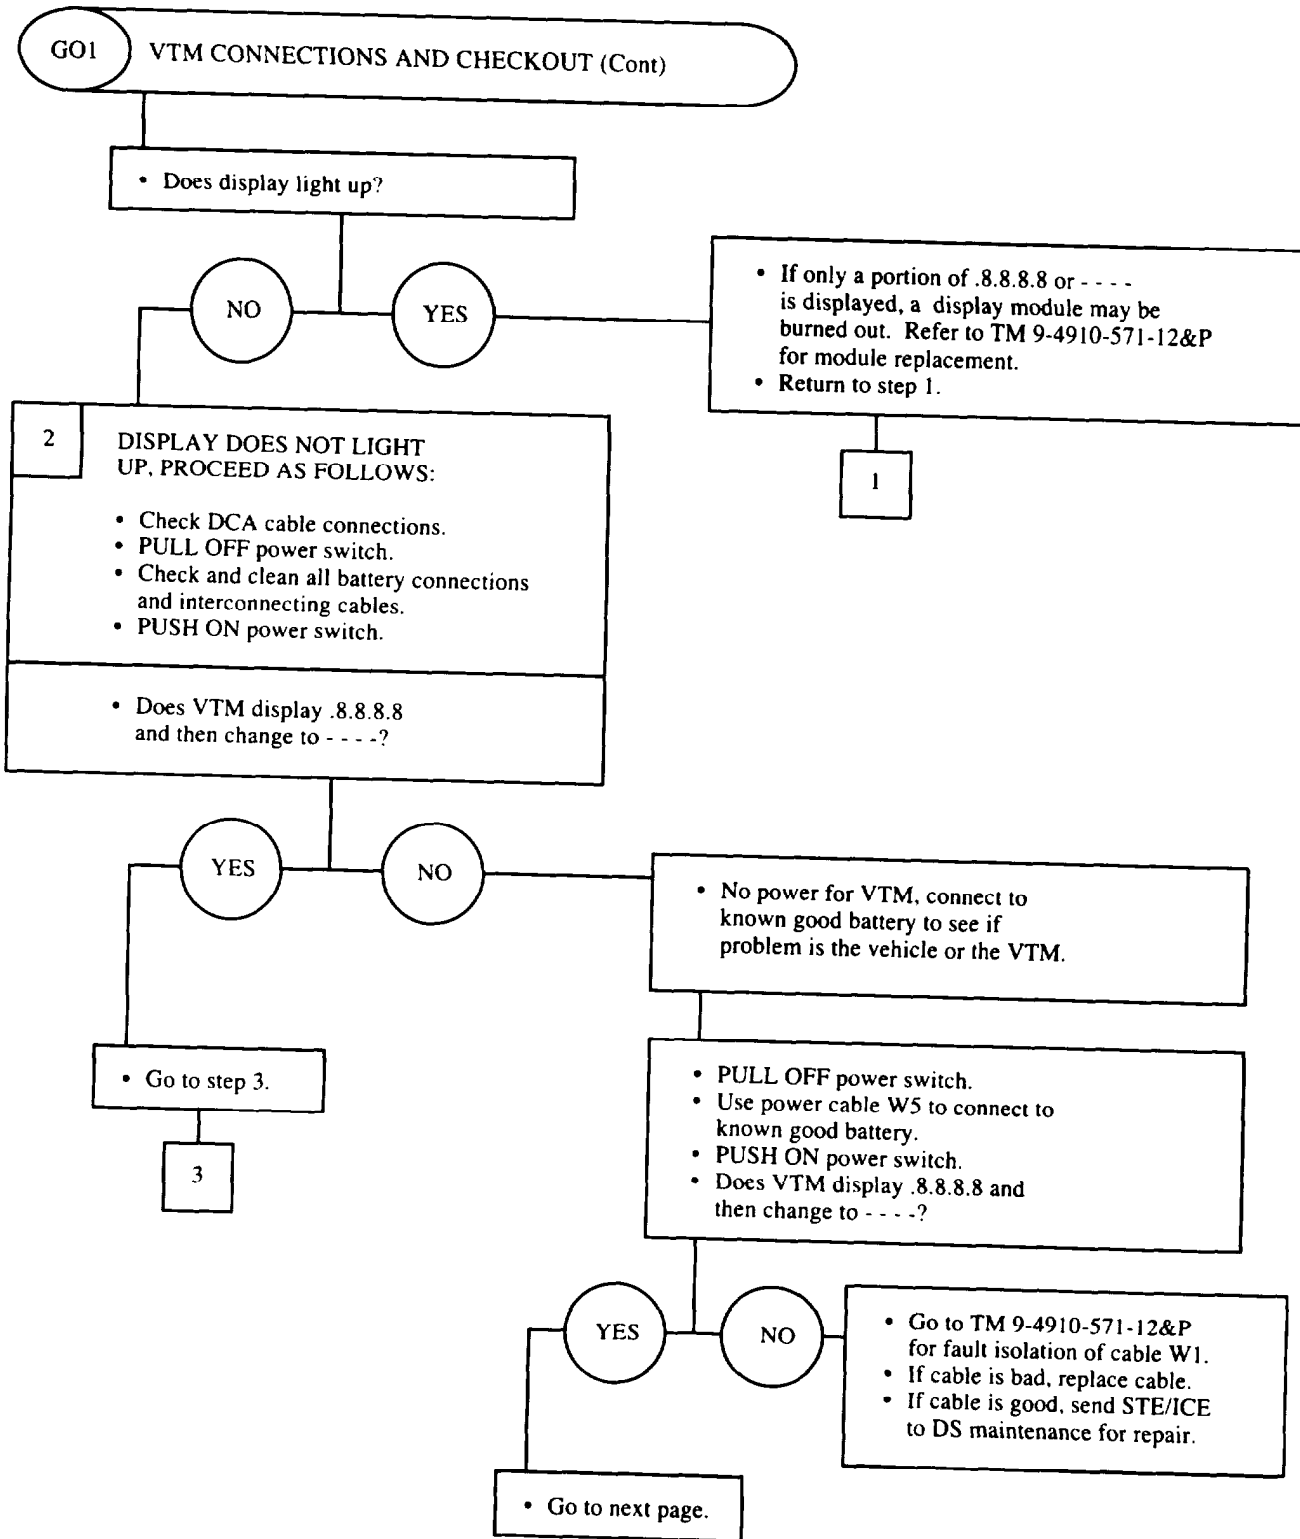 GO1 VTM CONNECTIONS AND CHECKOUT (Cont)
• Does display light up?
NO
YES
• If only a portion of .8.8.8.8 or - - - -
is displayed, a display module may be
burned out. Refer to TM 9-4910-571-12&P
for module replacement.
• Return to step 1.
1
2
DISPLAY DOES NOT LIGHT
UP, PROCEED AS FOLLOWS:
• Check DCA cable connections.
• PULL OFF power switch.
• Check and clean all battery connections
and interconnecting cables.
• PUSH ON power switch.
• Does VTM display .8.8.8.8
and then change to - - - -?
YES
NO
• No power for VTM, connect to
known good battery to see if
problem is the vehicle or the VTM.
• Go to step 3.
3
• PULL OFF power switch.
• Use power cable W5 to connect to
known good battery.
• PUSH ON power switch.
• Does VTM display .8.8.8.8 and
then change to - - - -?
YES
NO
• Go to TM 9-4910-571-12&P
for fault isolation of cable W1.
• If cable is bad, replace cable.
• If cable is good, send STE/ICE
to DS maintenance for repair.
• Go to next page.